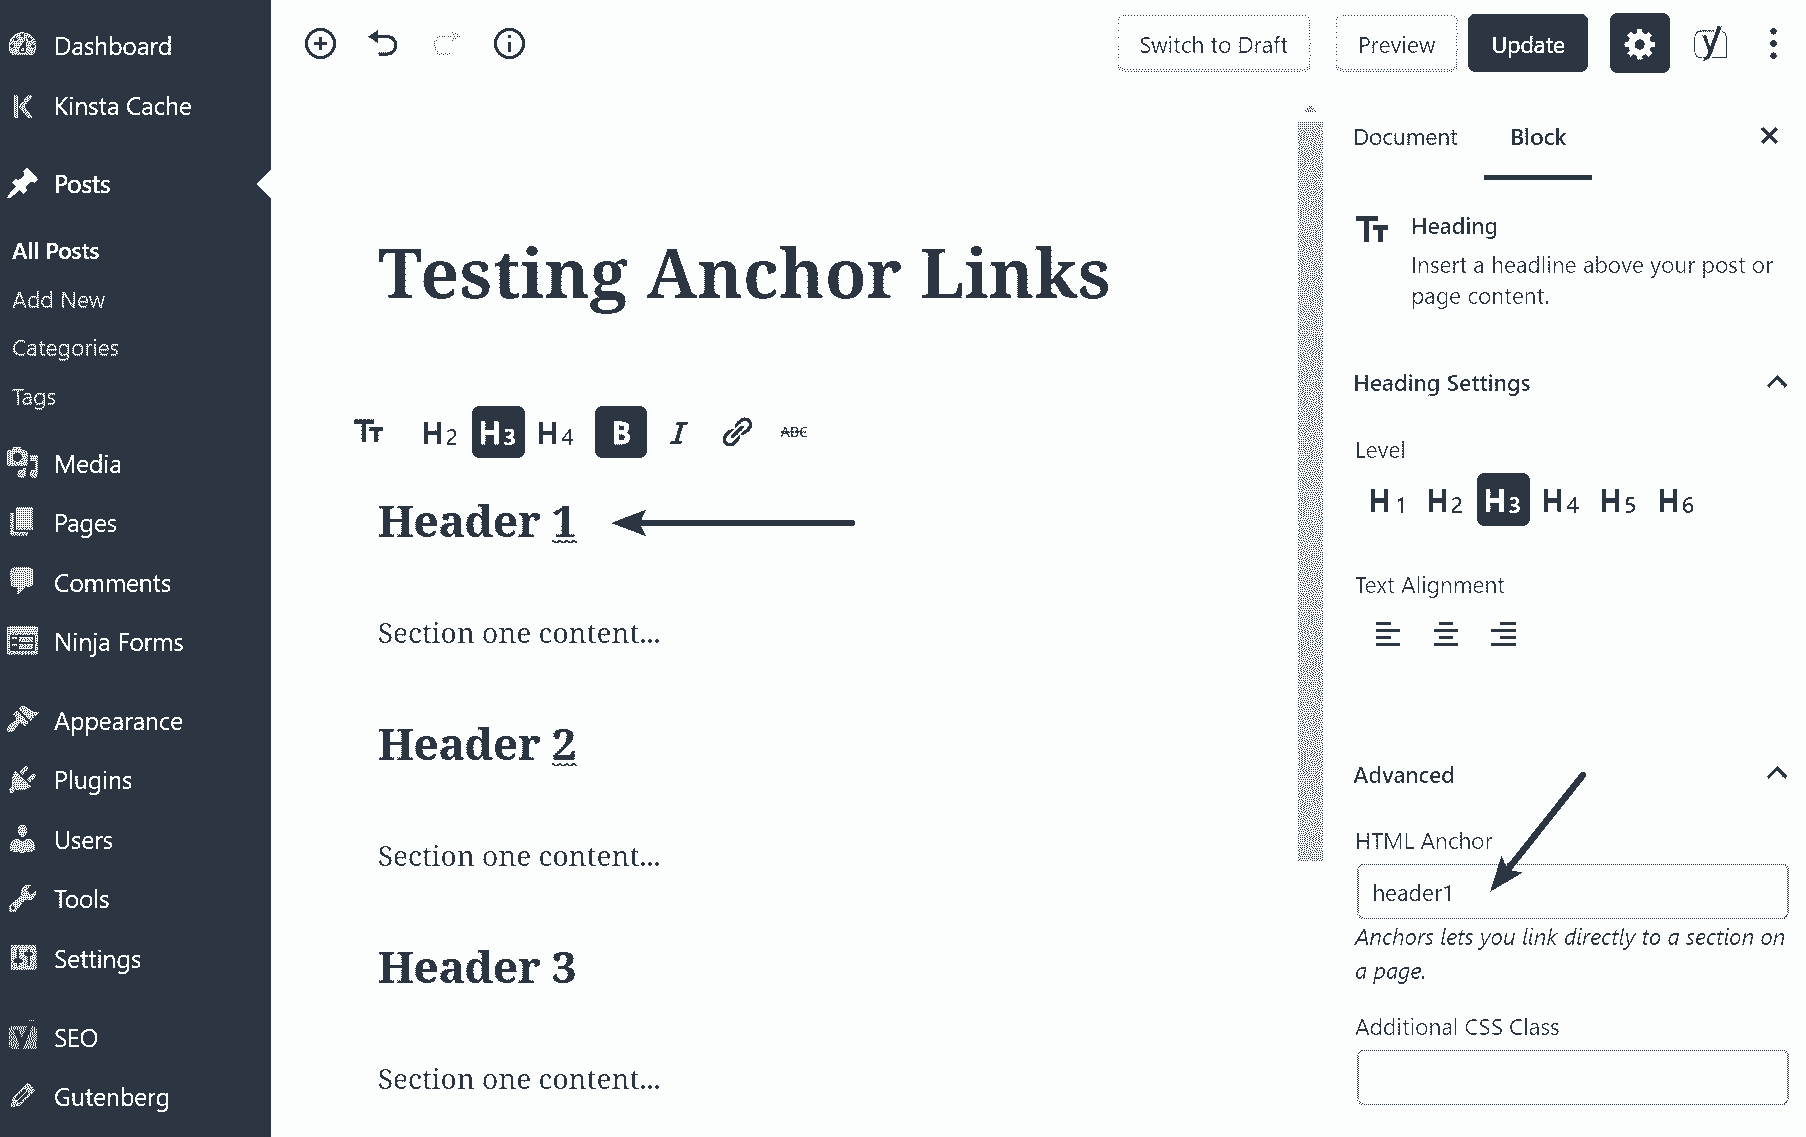 Dashboard
Kinsta Cache
Posts
All Posts
Add New
Categories
Tags
Media
Pages
Comments
Ninja Forms
Appearance
Plugins
Users
Tools
Settings
SEO
Gutenberg
Switch to Draft
Preview
Update
Testing Anchor Links
H2 H3 H4 B I ABC
Header 1
Section one content...
Header 2
Section one content...
Header 3
Section one content...
Document Block
Heading
Insert a headline above your post or
page content.
Heading Settings
Level
H1 H2 H3 H4 H5 H6
Text Alignment
Advanced
HTML Anchor
header1
Anchors lets you link directly to a section on
a page.
Additional CSS Class